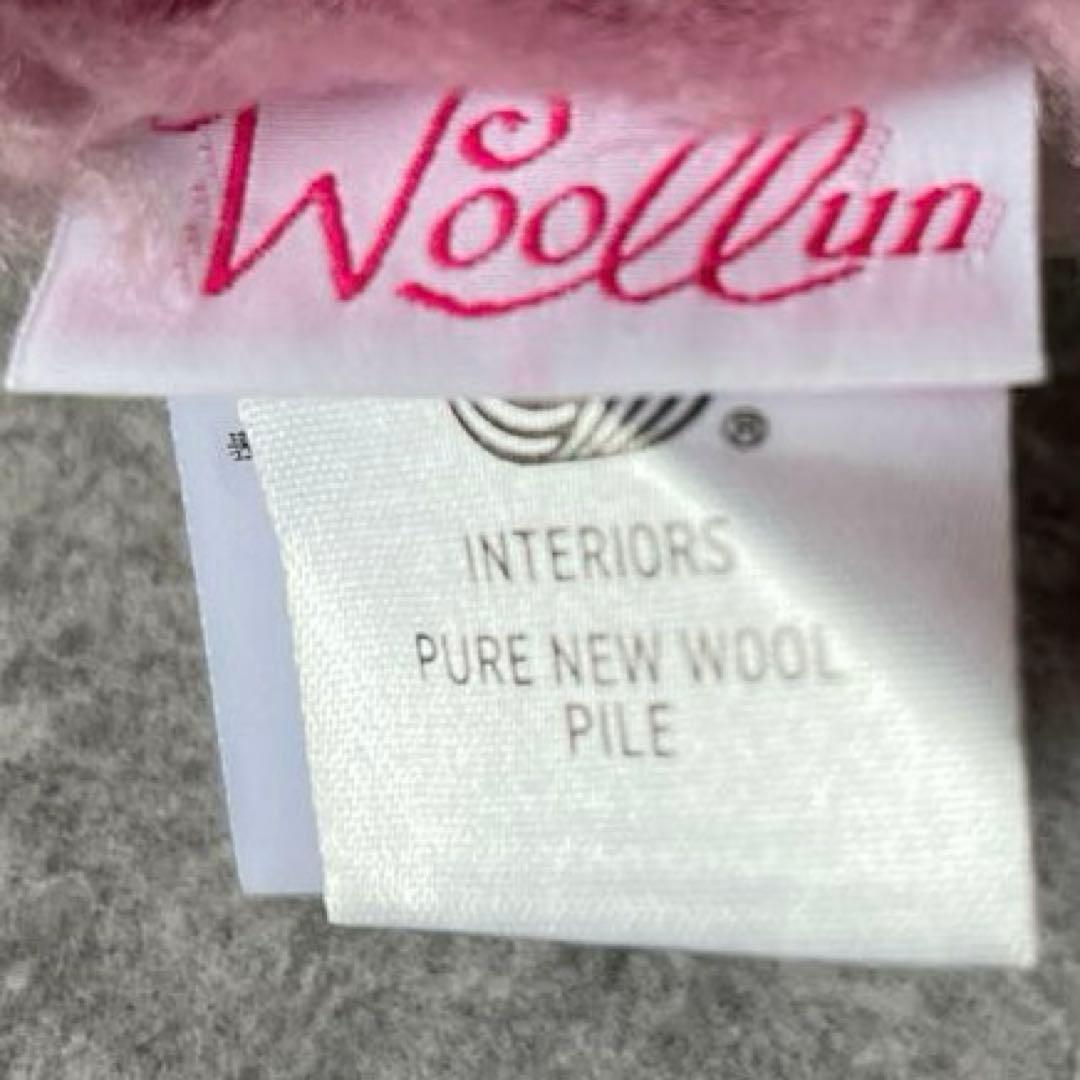 Woollun
®
INTERIORS
PURE NEW WOOL
PILE